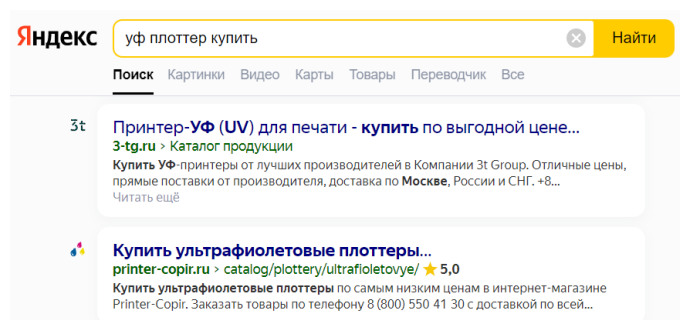 Яндекс
уф плоттер купить
Найти
Поиск Картинки Видео Карты Товары Переводчик Все
3t
Принтер-УФ (UV) для печати - купить по выгодной цене...
3-tg.ru › Каталог продукции
Купить УФ-принтеры от лучших производителей в Компании 3t Group. Отличные цены,
прямые поставки от производителя, доставка по Москве, России и СНГ. +8...
Читать ещё
Купить ультрафиолетовые плоттеры...
printer-copir.ru › catalog/plottery/ultrafioletovye/ ★ 5,0
Купить ультрафиолетовые плоттеры по самым низким ценам в интернет-магазине
Printer-Copir. Заказать товары по телефону 8 (800) 550 41 30 с доставкой по всей...